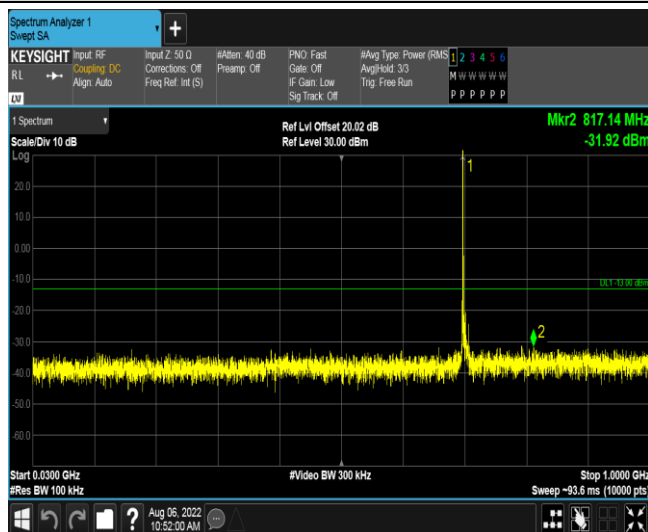 Spectrum Analyzer 1
Swept SA
+
KEYSIGHT Input: RF Input Z: 50 Ω #Atten: 40 dB PNO: Fast #Avg Type: Power (RMS 1 2 3 4 5 6
RL Coupling: DC Corrections: Off Preamp: Off Gate: Off Avg|Hold: 3/3 M W W W W W
Align: Auto Freq Ref: Int (S) IF Gain: Low Trig: Free Run
LXI Sig Track: Off P P P P P P
1 Spectrum Ref Lvl Offset 20.02 dB Mkr2 817.14 MHz
Scale/Div 10 dB Ref Level 30.00 dBm -31.92 dBm
Log
1
20.0
10.0
0.00
-10.0
DL1 -13.00 dBm
-20.0
2
-30.0
-40.0
-50.0
-60.0
Start 0.0300 GHz #Video BW 300 kHz Stop 1.0000 GHz
#Res BW 100 kHz Sweep ~93.6 ms (10000 pts)
? Aug 06, 2022
10:52:00 AM